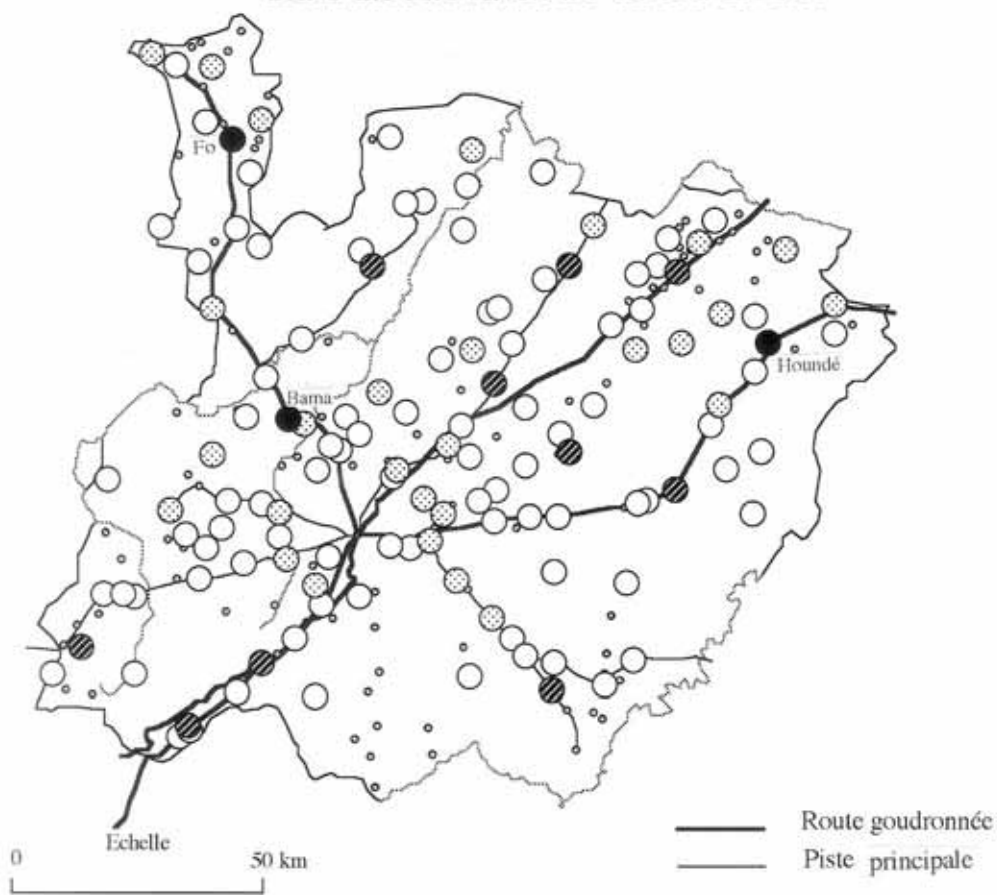 Fo
Bama
Houndé
Echelle
0 50 km
Route goudronnée
Piste principale